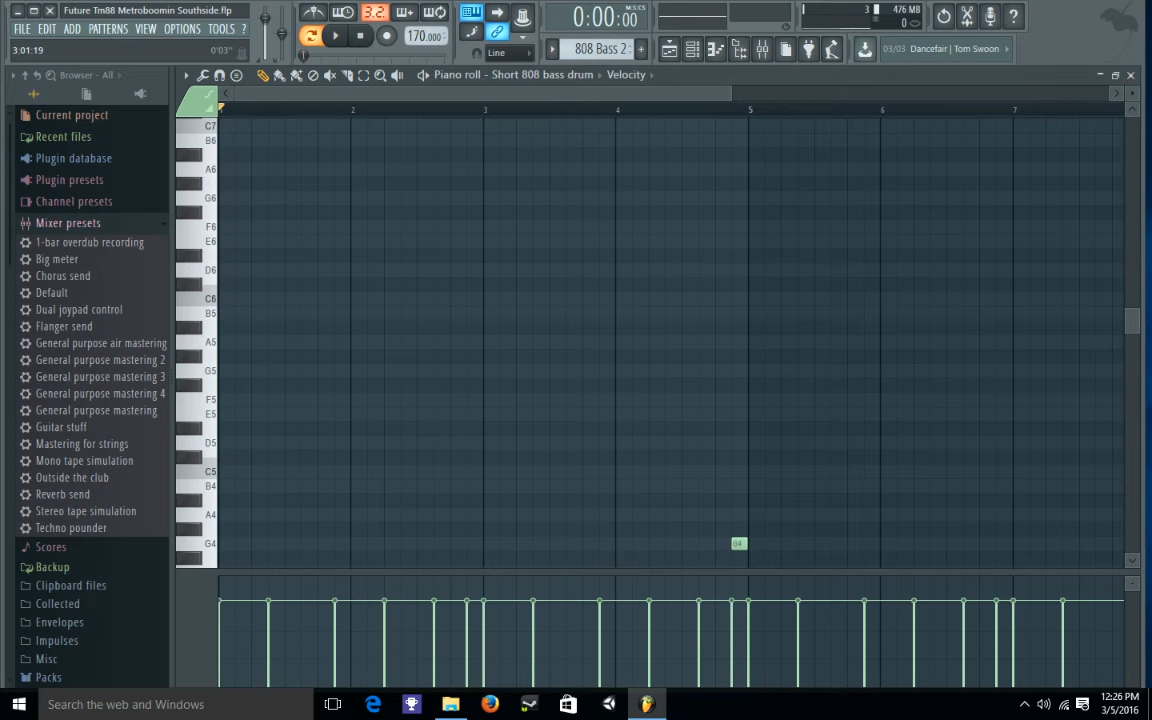 Future Tm88 Metroboomin Southside.flp
FILE EDIT ADD PATTERNS VIEW OPTIONS TOOLS ?
3:01:19 0'03"
3.2.
170.000
Line
0:00:00
M:S:CS
808 Bass 2
3 476 MB
0
03/03 Dancefair | Tom Swoon
Browser - All
Piano roll - Short 808 bass drum Velocity
Current project
Recent files
Plugin database
Plugin presets
Channel presets
Mixer presets
1-bar overdub recording
Big meter
Chorus send
Default
Dual joypad control
Flanger send
General purpose air mastering
General purpose mastering 2
General purpose mastering 3
General purpose mastering 4
General purpose mastering
Guitar stuff
Mastering for strings
Mono tape simulation
Outside the club
Reverb send
Stereo tape simulation
Techno pounder
Scores
Backup
Clipboard files
Collected
Envelopes
Impulses
Misc
Packs
2 3 4 5 6 7
C7
B6
A6
G6
F6
E6
D6
C6
B5
A5
G5
F5
E5
D5
C5
B4
A4
G4
G4
Search the web and Windows
12:26 PM
3/5/2016